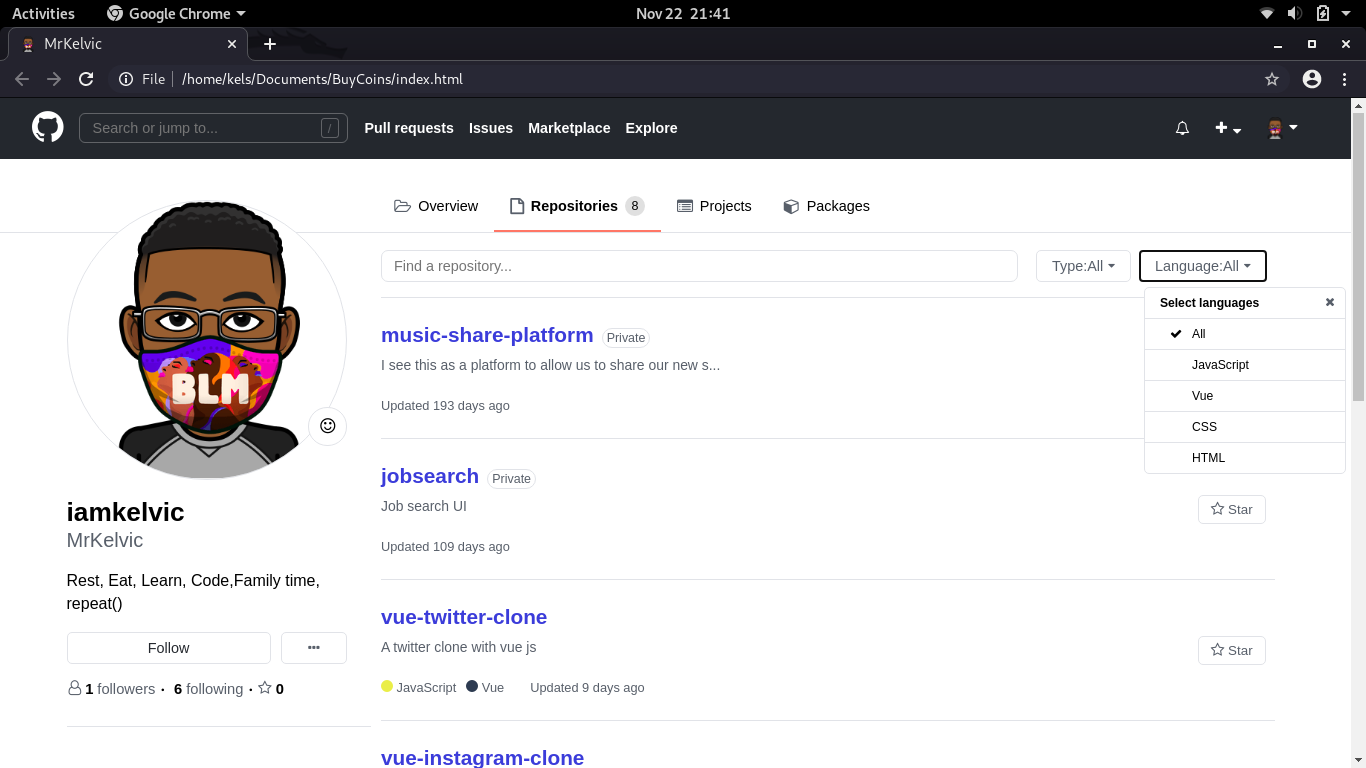 Activities Google Chrome Nov 22 21:41
MrKelvic
File /home/kels/Documents/BuyCoins/index.html
Search or jump to... / Pull requests Issues Marketplace Explore
Overview Repositories 8 Projects Packages
Find a repository... Type:All Language:All
Select languages
All
JavaScript
Vue
CSS
HTML
music-share-platform Private
I see this as a platform to allow us to share our new s...
Updated 193 days ago
jobsearch Private
Job search UI
Star
Updated 109 days ago
vue-twitter-clone
A twitter clone with vue js
Star
JavaScript Vue Updated 9 days ago
vue-instagram-clone
BLM
iamkelvic
MrKelvic
Rest, Eat, Learn, Code,Family time,
repeat()
Follow ···
1 followers · 6 following · 0